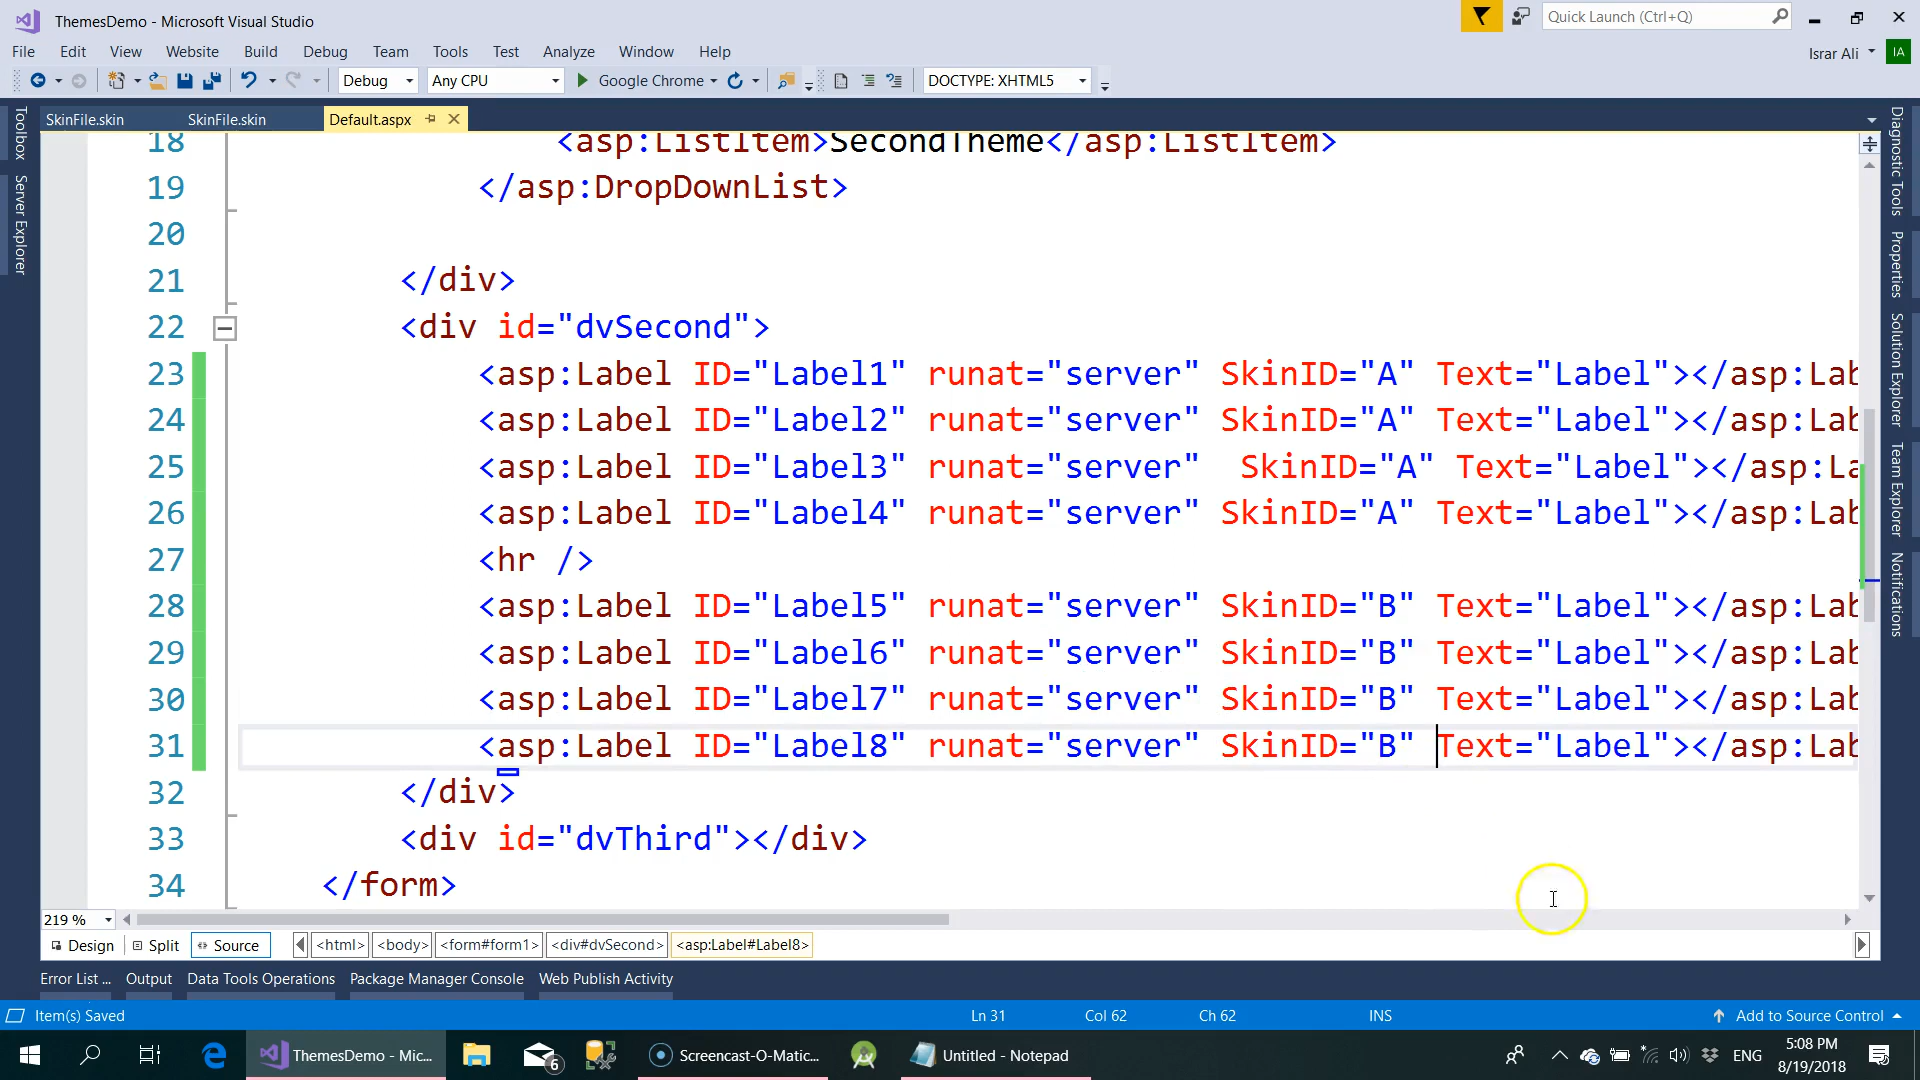 ThemesDemo - Microsoft Visual Studio
Quick Launch (Ctrl+Q)
File Edit View Website Build Debug Team Tools Test Analyze Window Help
Israr Ali IA
Debug Any CPU Google Chrome DOCTYPE: XHTML5
SkinFile.skin SkinFile.skin Default.aspx
Toolbox
Server Explorer
Diagnostic Tools
Properties
Solution Explorer
Team Explorer
Notifications
18 <asp:ListItem>SecondTheme</asp:ListItem>
19 </asp:DropDownList>
20
21 </div>
22 <div id="dvSecond">
23 <asp:Label ID="Label1" runat="server" SkinID="A" Text="Label"></asp:Lab
24 <asp:Label ID="Label2" runat="server" SkinID="A" Text="Label"></asp:Lab
25 <asp:Label ID="Label3" runat="server"  SkinID="A" Text="Label"></asp:La
26 <asp:Label ID="Label4" runat="server" SkinID="A" Text="Label"></asp:Lab
27 <hr />
28 <asp:Label ID="Label5" runat="server" SkinID="B" Text="Label"></asp:Lab
29 <asp:Label ID="Label6" runat="server" SkinID="B" Text="Label"></asp:Lab
30 <asp:Label ID="Label7" runat="server" SkinID="B" Text="Label"></asp:Lab
31 <asp:Label ID="Label8" runat="server" SkinID="B" Text="Label"></asp:Lab
32 </div>
33 <div id="dvThird"></div>
34 </form>
219 %
Design Split Source <html> <body> <form#form1> <div#dvSecond> <asp:Label#Label8>
Error List ... Output Data Tools Operations Package Manager Console Web Publish Activity
Item(s) Saved Ln 31 Col 62 Ch 62 INS Add to Source Control
ThemesDemo - Mic... 6 Screencast-O-Matic... Untitled - Notepad ENG
5:08 PM
8/19/2018